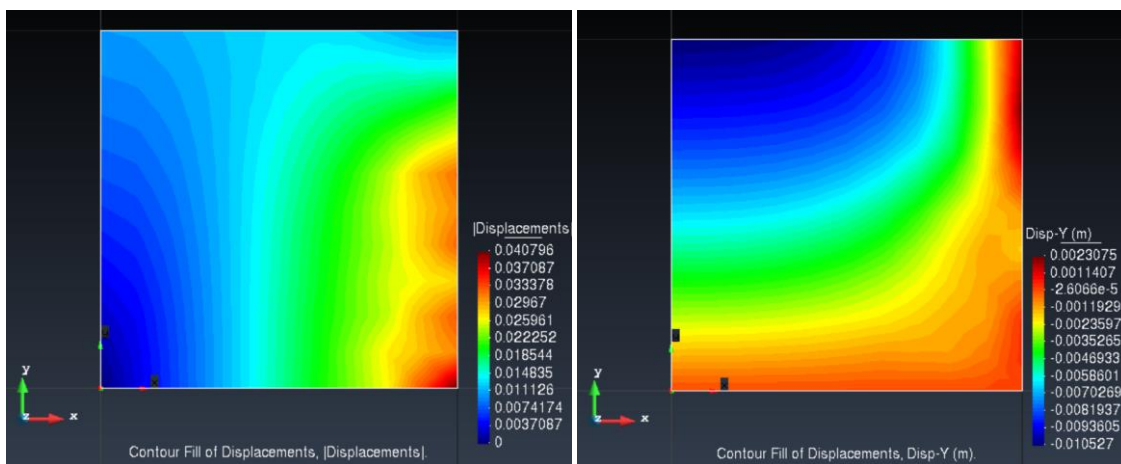 |Displacements|
0.040796
0.037087
0.033378
0.02967
0.025961
0.022252
0.018544
0.014835
0.011126
0.0074174
0.0037087
0
y
z
x
Contour Fill of Displacements, |Displacements|.
Disp-Y (m)
0.0023075
0.0011407
-2.6066e-5
-0.0011929
-0.0023597
-0.0035265
-0.0046933
-0.0058601
-0.0070269
-0.0081937
-0.0093605
-0.010527
y
z
x
Contour Fill of Displacements, Disp-Y (m).